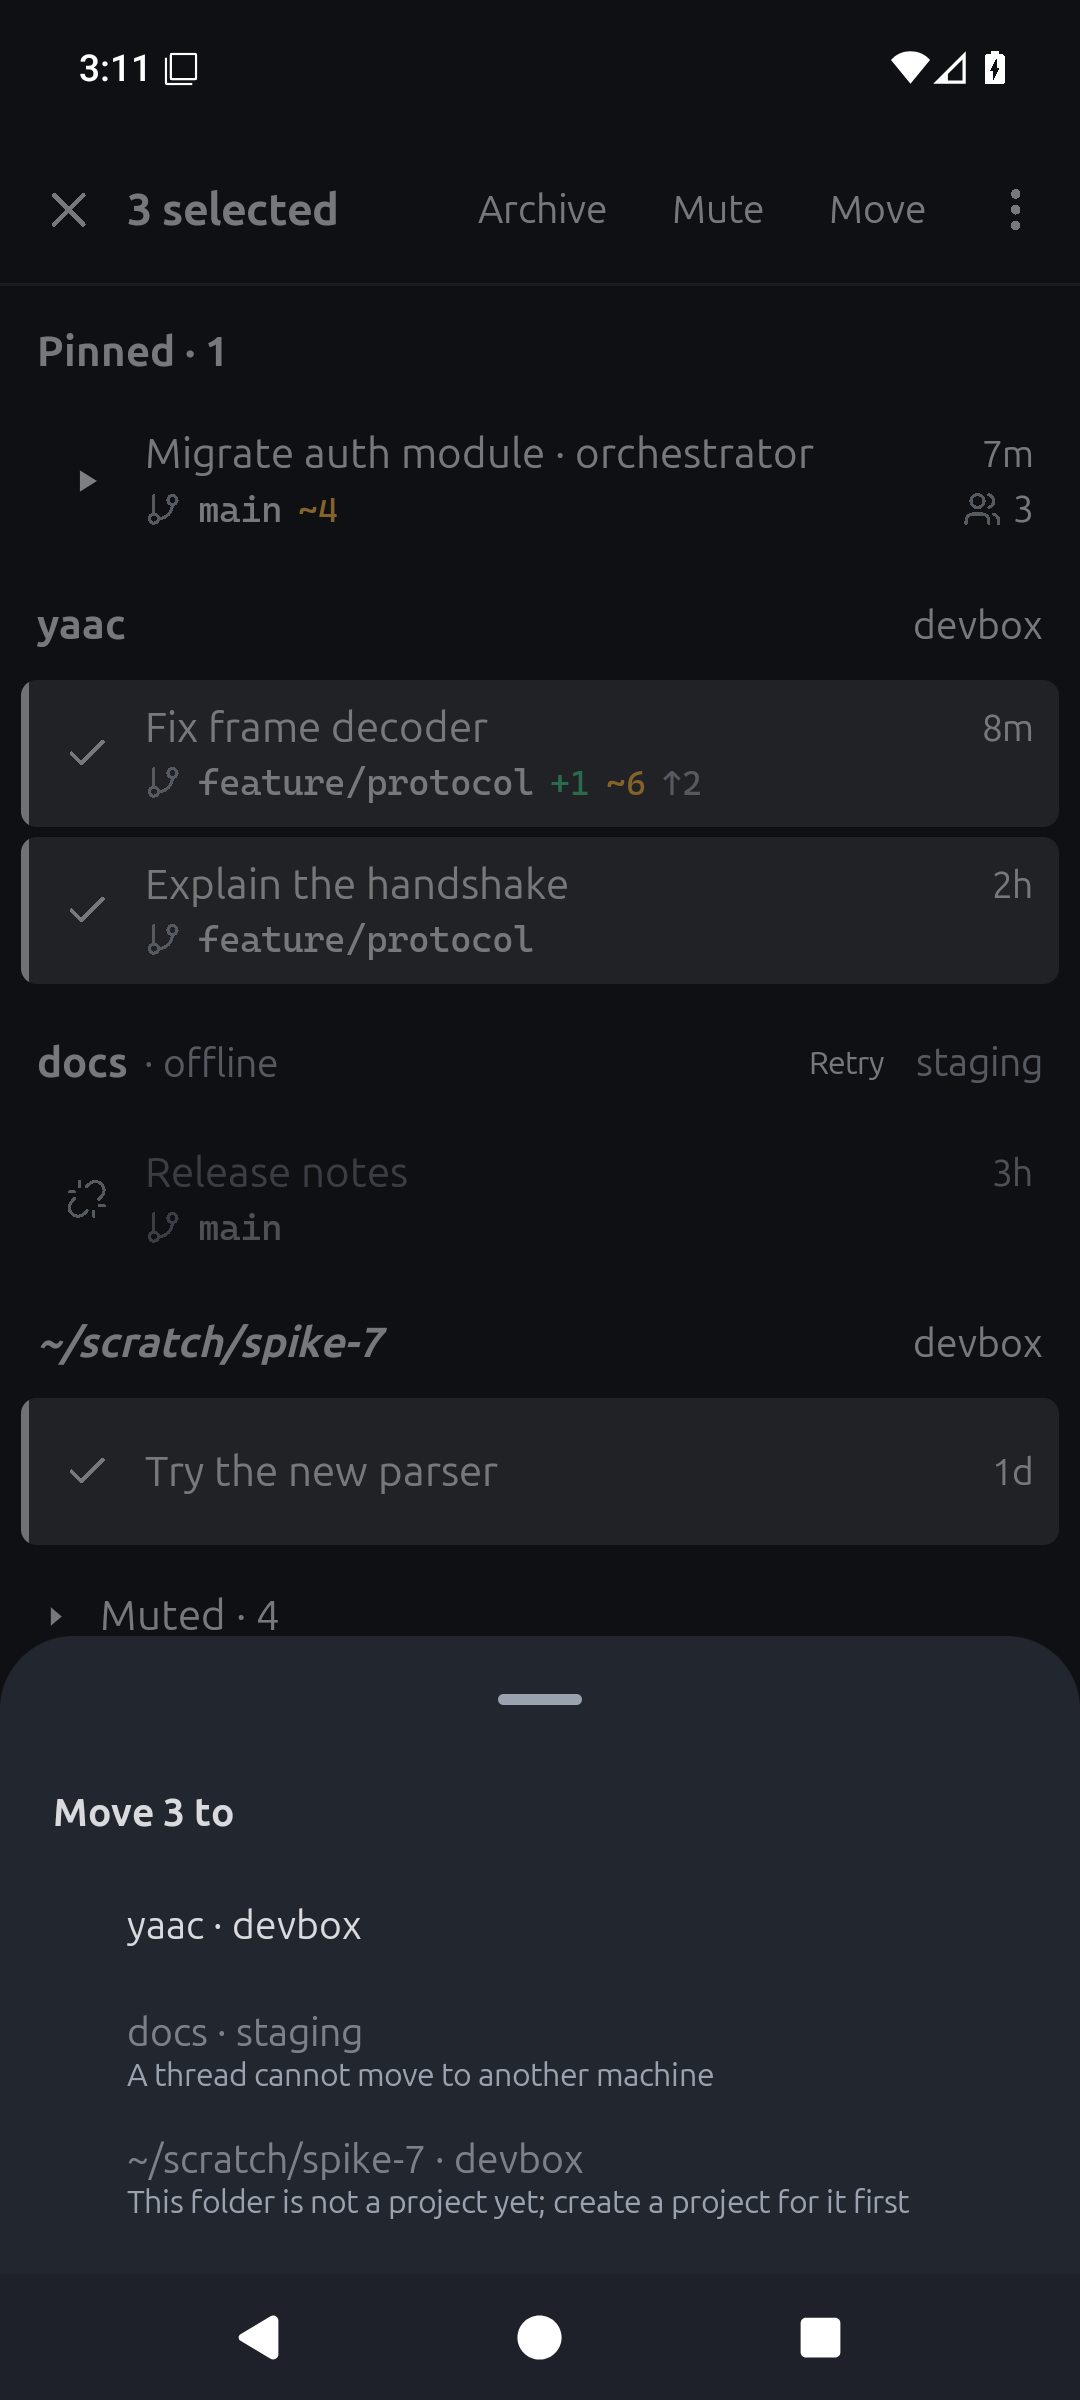 3:11
3 selected Archive Mute Move
Pinned · 1
Migrate auth module · orchestrator 7m
main ~4 3
yaac devbox
Fix frame decoder 8m
feature/protocol +1 ~6 ↑2
Explain the handshake 2h
feature/protocol
docs · offline Retry staging
Release notes 3h
main
~/scratch/spike-7 devbox
Try the new parser 1d
Muted · 4
Move 3 to
yaac · devbox
docs · staging
A thread cannot move to another machine
~/scratch/spike-7 · devbox
This folder is not a project yet; create a project for it first